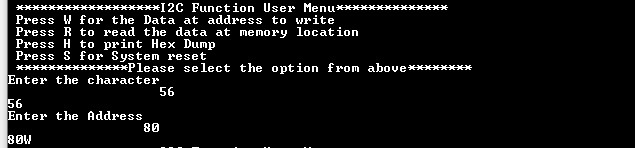 ******************I2C Function User Menu**************
Press W for the Data at address to write
Press R to read the data at memory location
Press H to print Hex Dump
Press S for System reset
**************Please select the option from above********
Enter the character
56
56
Enter the Address
80
80W